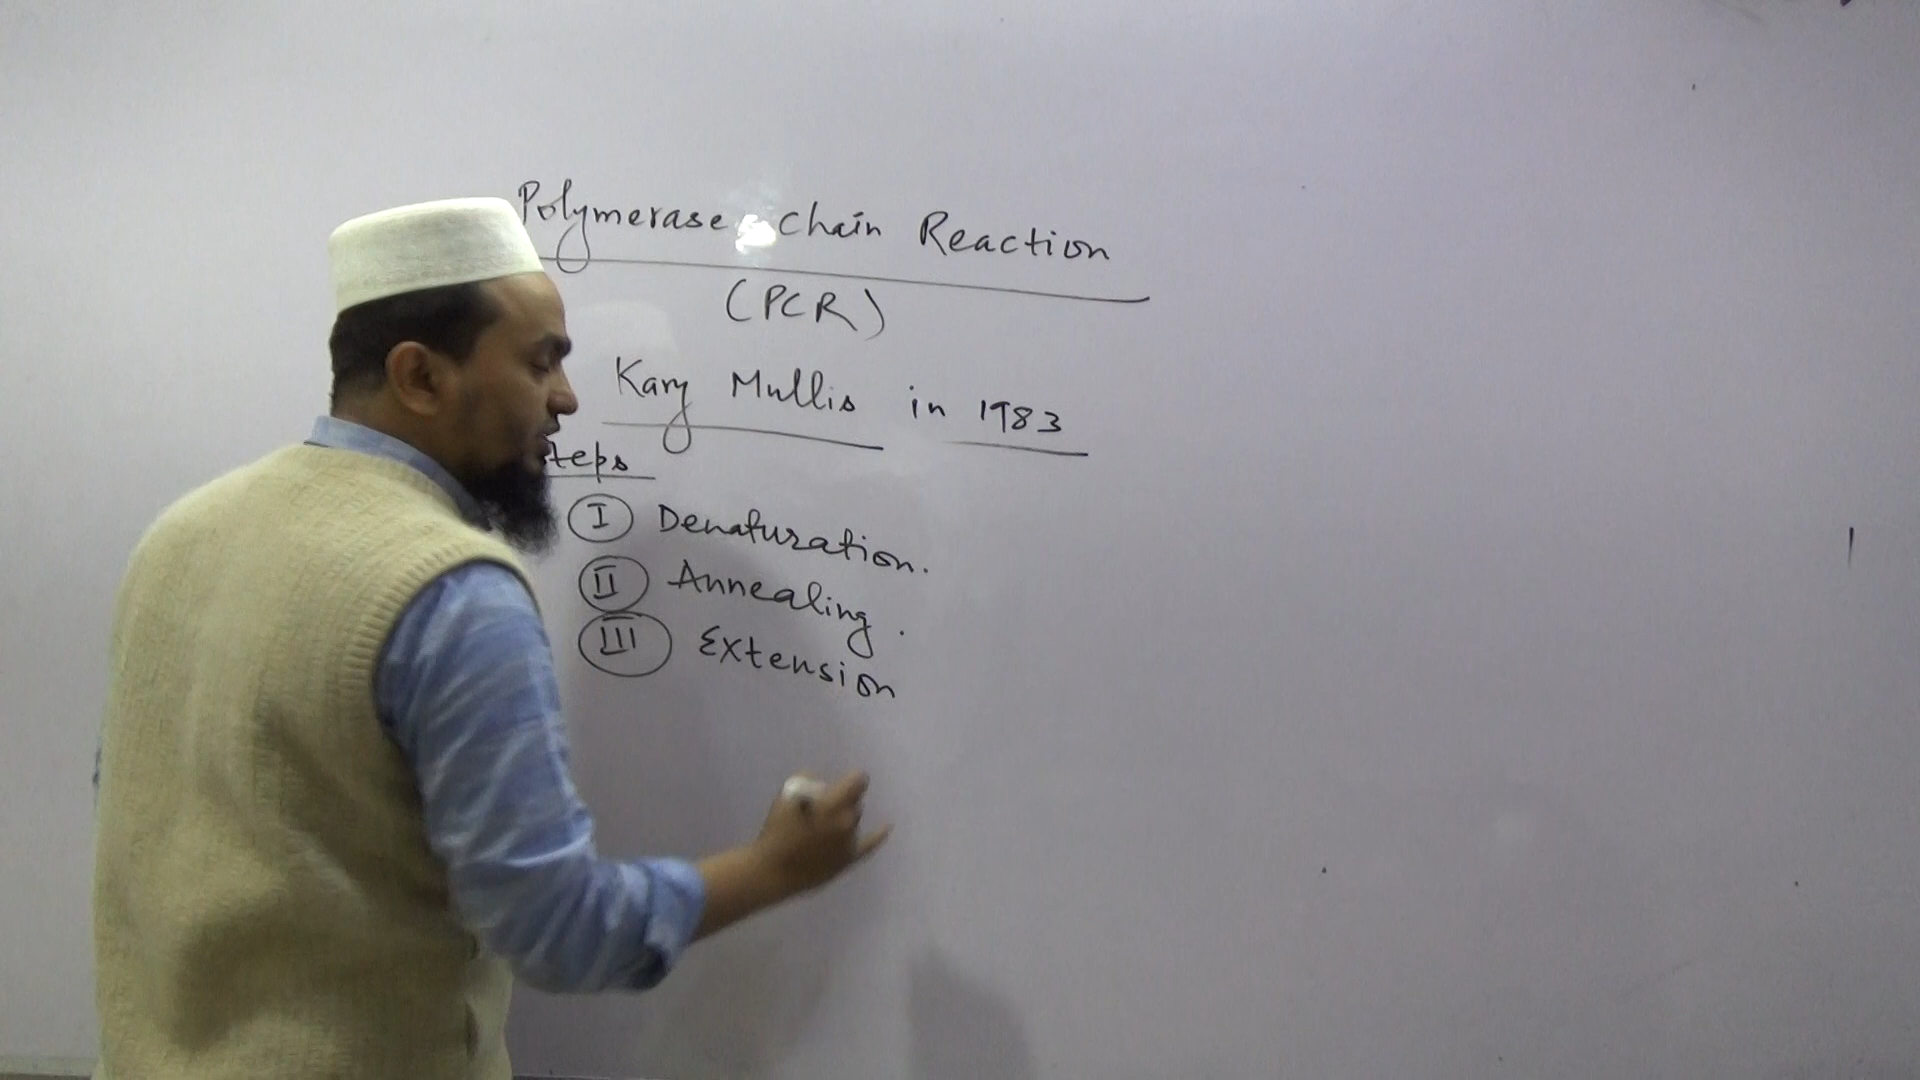 Polymerase Chain Reaction
(PCR)
Kary Mullis in 1983
teps
I Denaturation.
II Annealing.
III Extension